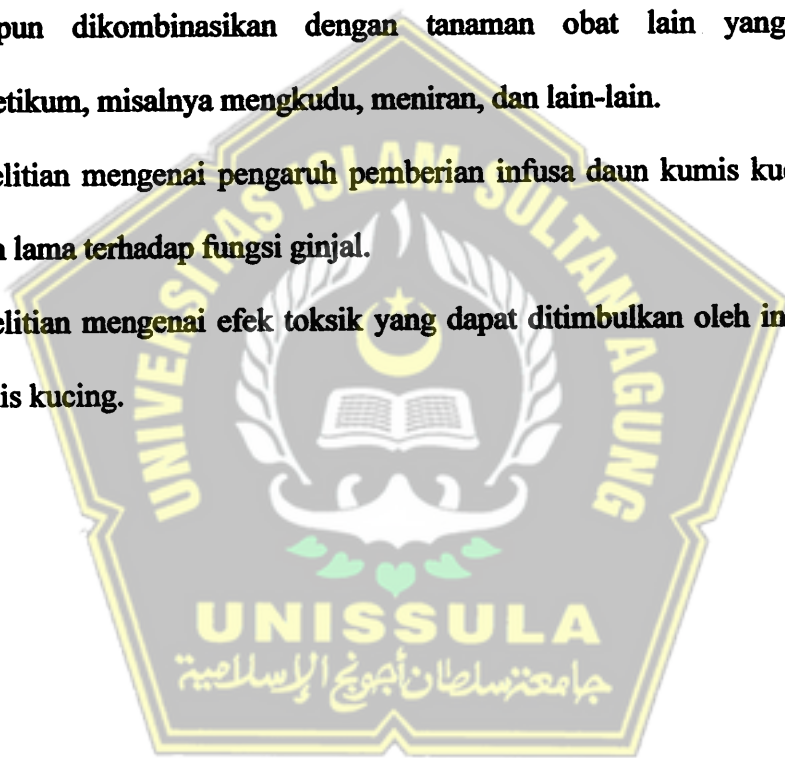 pun dikombinasikan dengan tanaman obat lain yang
etikum, misalnya mengkudu, meniran, dan lain-lain.
elitian mengenai pengaruh pemberian infusa daun kumis ku
lama terhadap fungsi ginjal.
elitian mengenai efek toksik yang dapat ditimbulkan oleh in
is kucing.
UNIVERSITAS ISLAM SULTAN AGUNG
UNISSULA
جامعة سلطان أجونج الإسلامية